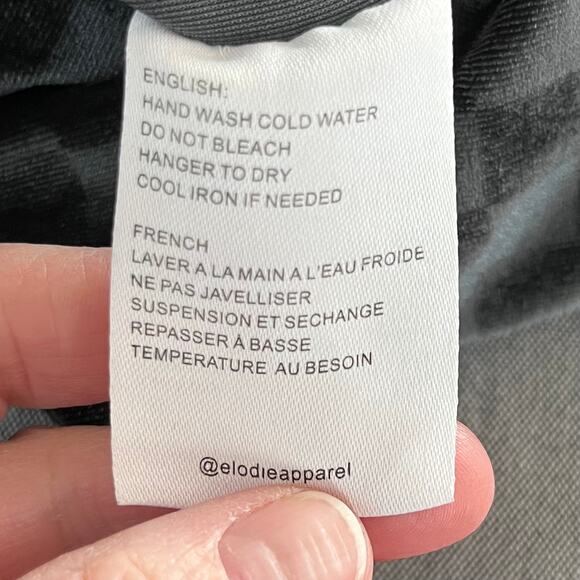 ENGLISH:
HAND WASH COLD WATER
DO NOT BLEACH
HANGER TO DRY
COOL IRON IF NEEDED
FRENCH
LAVER A LA MAIN A L'EAU FROIDE
NE PAS JAVELLISER
SUSPENSION ET SECHANGE
REPASSER À BASSE
TEMPERATURE AU BESOIN
@elodieapparel